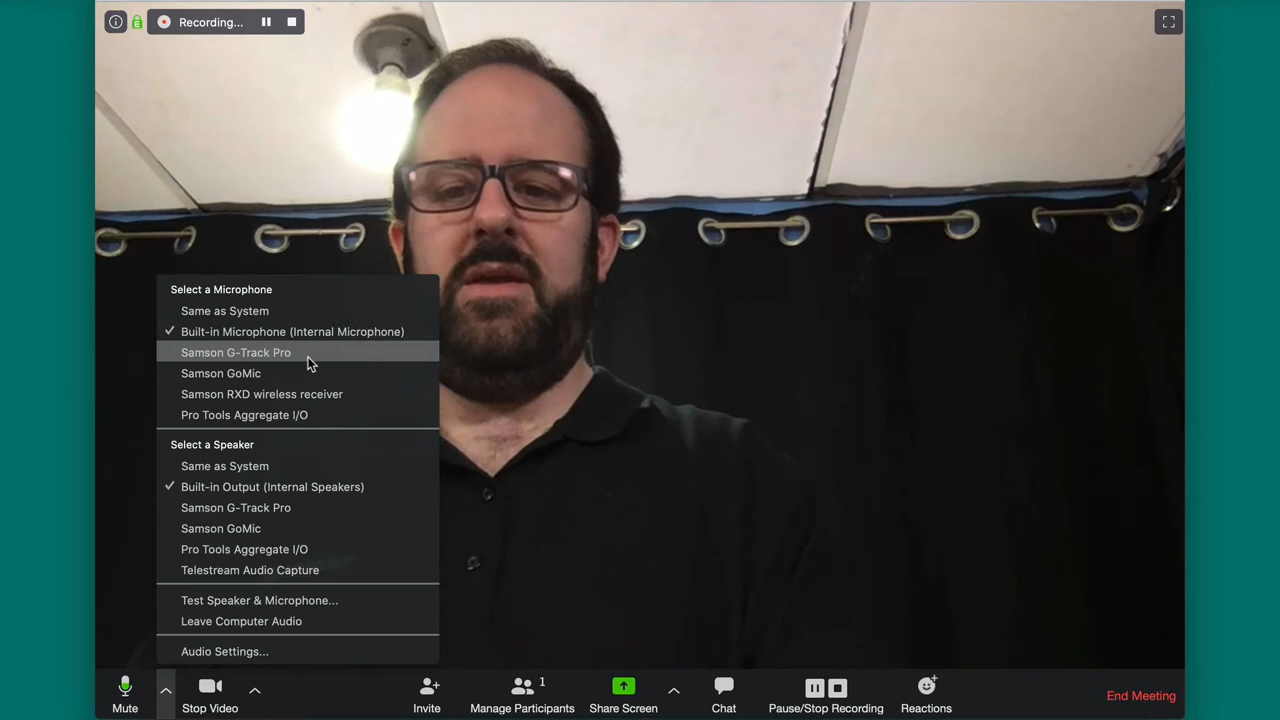 Recording...
Select a Microphone
Same as System
Built-in Microphone (Internal Microphone)
Samson G-Track Pro
Samson GoMic
Samson RXD wireless receiver
Pro Tools Aggregate I/O
Select a Speaker
Same as System
Built-in Output (Internal Speakers)
Samson G-Track Pro
Samson GoMic
Pro Tools Aggregate I/O
Telestream Audio Capture
Test Speaker & Microphone...
Leave Computer Audio
Audio Settings...
Mute
Stop Video
Invite
Manage Participants 1
Share Screen
Chat
Pause/Stop Recording
Reactions
End Meeting